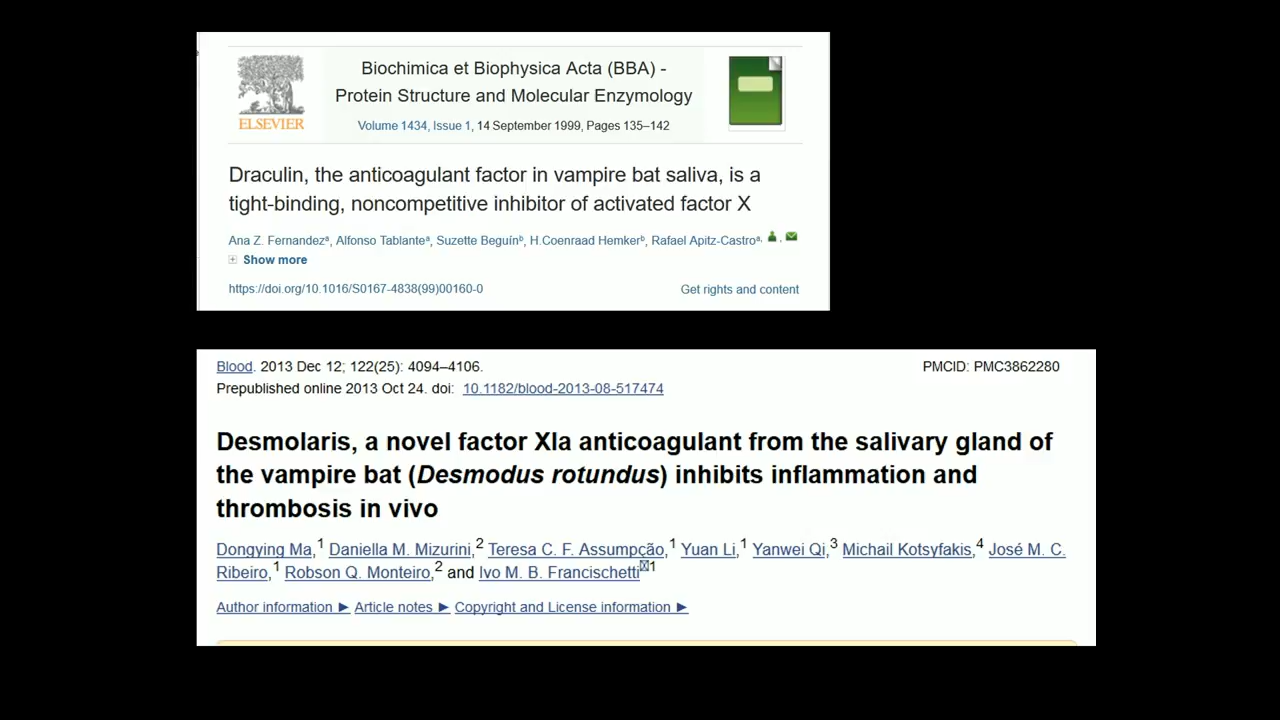 ELSEVIER
Biochimica et Biophysica Acta (BBA) -
Protein Structure and Molecular Enzymology
Volume 1434, Issue 1, 14 September 1999, Pages 135–142
Draculin, the anticoagulant factor in vampire bat saliva, is a
tight-binding, noncompetitive inhibitor of activated factor X
Ana Z. Fernandezª, Alfonso Tablanteª, Suzette Beguínᵇ, H.Coenraad Hemkerᵇ, Rafael Apitz-Castroª,
Show more
https://doi.org/10.1016/S0167-4838(99)00160-0
Get rights and content
Blood. 2013 Dec 12; 122(25): 4094–4106.
PMCID: PMC3862280
Prepublished online 2013 Oct 24. doi: 10.1182/blood-2013-08-517474
Desmolaris, a novel factor XIa anticoagulant from the salivary gland of
the vampire bat (Desmodus rotundus) inhibits inflammation and
thrombosis in vivo
Dongying Ma,¹ Daniella M. Mizurini,² Teresa C. F. Assumpção,¹ Yuan Li,¹ Yanwei Qi,³ Michail Kotsyfakis,⁴ José M. C.
Ribeiro,¹ Robson Q. Monteiro,² and Ivo M. B. Francischetti¹
Author information ► Article notes ► Copyright and License information ►